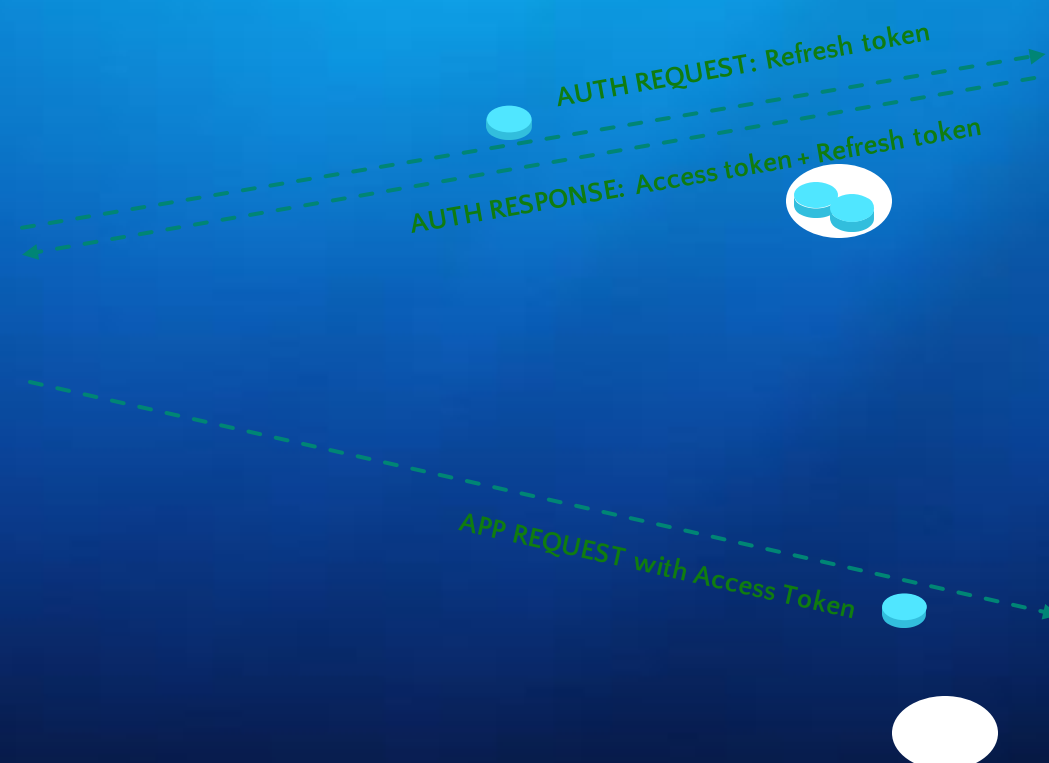 AUTH REQUEST: Refresh token
AUTH RESPONSE: Access token + Refresh token
APP REQUEST with Access Token